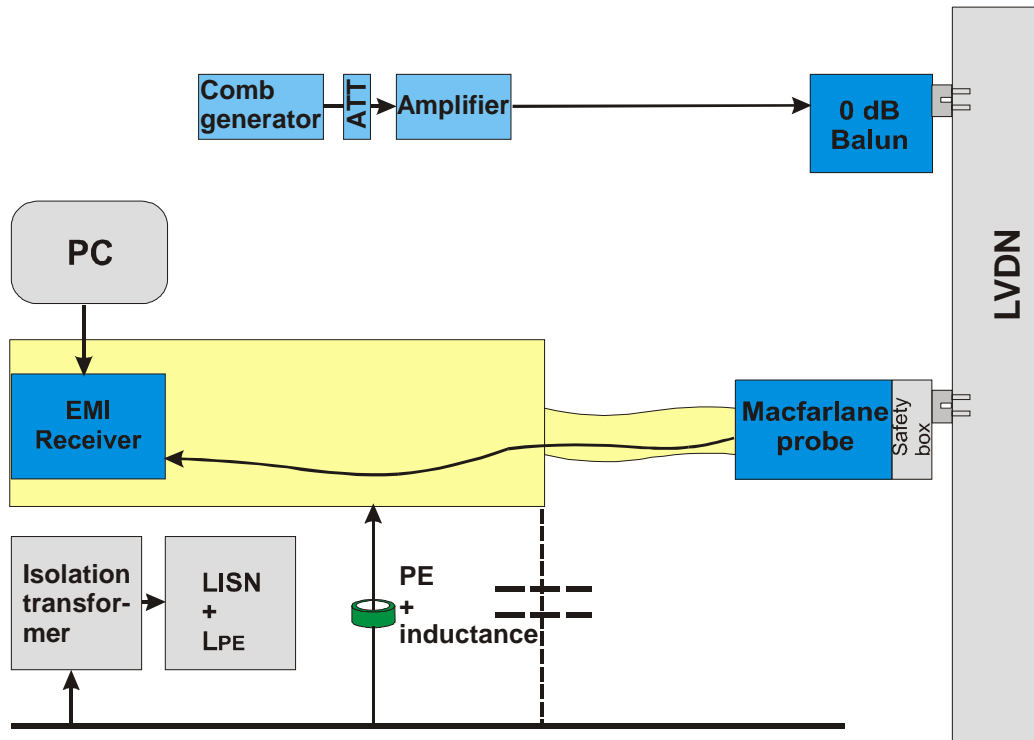 Comb
generator
ATT
Amplifier
0 dB
Balun
LVDN
PC
EMI
Receiver
Macfarlane
probe
Safety
box
Isolation
transfor-
mer
LISN
+
LPE
PE
+
inductance